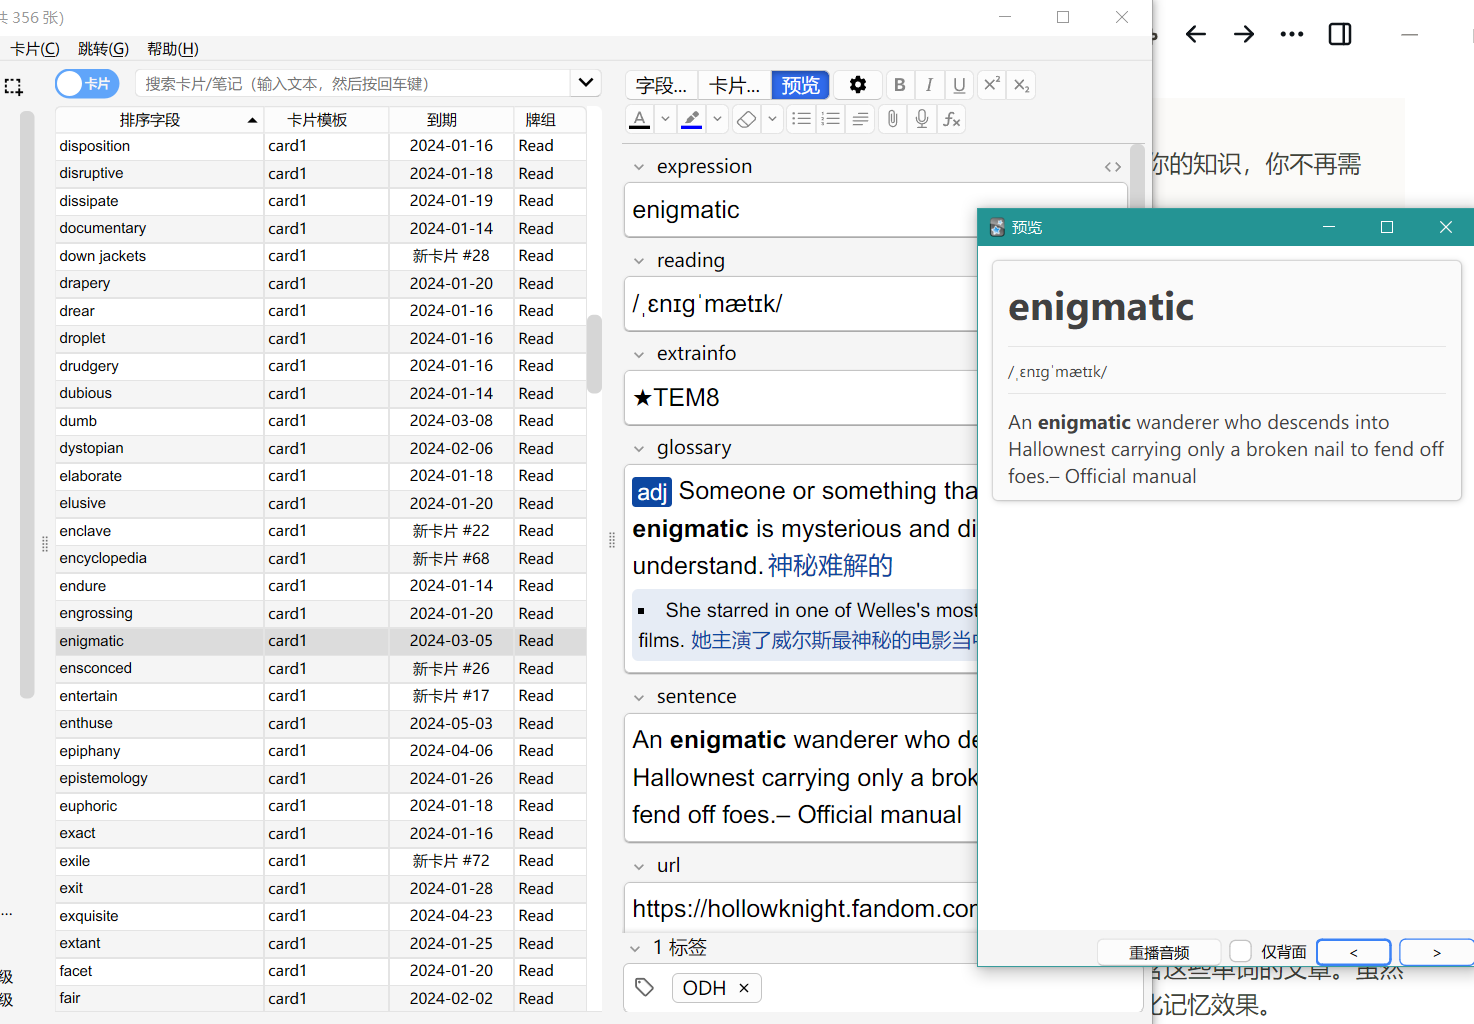 共 356 张)
卡片(C) 跳转(G) 帮助(H)
卡片
搜索卡片/笔记（输入文本，然后按回车键）
排序字段 卡片模板 到期 牌组
disposition card1 2024-01-16 Read
disruptive card1 2024-01-18 Read
dissipate card1 2024-01-19 Read
documentary card1 2024-01-14 Read
down jackets card1 新卡片 #28 Read
drapery card1 2024-01-20 Read
drear card1 2024-01-16 Read
droplet card1 2024-01-16 Read
drudgery card1 2024-01-16 Read
dubious card1 2024-01-14 Read
dumb card1 2024-03-08 Read
dystopian card1 2024-02-06 Read
elaborate card1 2024-01-18 Read
elusive card1 2024-01-20 Read
enclave card1 新卡片 #22 Read
encyclopedia card1 新卡片 #68 Read
endure card1 2024-01-14 Read
engrossing card1 2024-01-20 Read
enigmatic card1 2024-03-05 Read
ensconced card1 新卡片 #26 Read
entertain card1 新卡片 #17 Read
enthuse card1 2024-05-03 Read
epiphany card1 2024-04-06 Read
epistemology card1 2024-01-26 Read
euphoric card1 2024-01-18 Read
exact card1 2024-01-16 Read
exile card1 新卡片 #72 Read
exit card1 2024-01-28 Read
exquisite card1 2024-04-23 Read
extant card1 2024-01-25 Read
facet card1 2024-01-20 Read
fair card1 2024-02-02 Read
...
级
级
字段... 卡片... 预览 B I U X² X₂
A fx
expression <>
enigmatic
reading
/ˌɛnɪɡˈmætɪk/
extrainfo
★TEM8
glossary
adj Someone or something tha
enigmatic is mysterious and di
understand. 神秘难解的
▪ She starred in one of Welles's most
films. 她主演了威尔斯最神秘的电影当中
sentence
An enigmatic wanderer who de
Hallownest carrying only a brok
fend off foes.– Official manual
url
https://hollowknight.fandom.cor
1 标签
ODH ×
你的知识，你不再需
预览
enigmatic
/ˌɛnɪɡˈmætɪk/
An enigmatic wanderer who descends into
Hallownest carrying only a broken nail to fend off
foes.– Official manual
重播音频 仅背面 < >
这些单词的文章。虽然
化记忆效果。